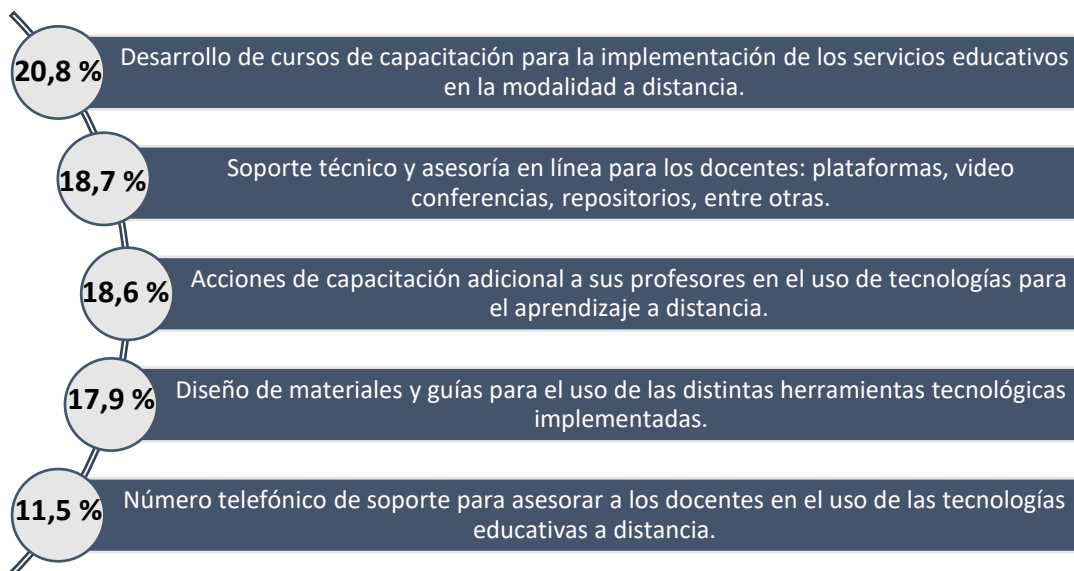 20,8 %
Desarrollo de cursos de capacitación para la implementación de los servicios educativos
en la modalidad a distancia.
18,7 %
Soporte técnico y asesoría en línea para los docentes: plataformas, video
conferencias, repositorios, entre otras.
18,6 %
Acciones de capacitación adicional a sus profesores en el uso de tecnologías para
el aprendizaje a distancia.
17,9 %
Diseño de materiales y guías para el uso de las distintas herramientas tecnológicas
implementadas.
11,5 %
Número telefónico de soporte para asesorar a los docentes en el uso de las tecnologías
educativas a distancia.